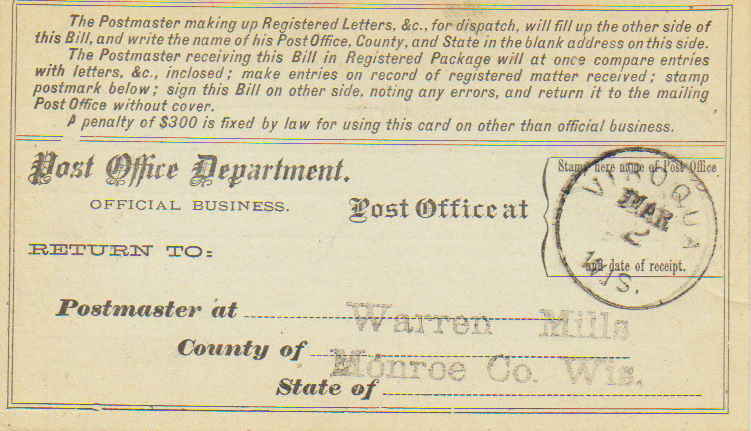 The Postmaster making up Registered Letters, &c., for dispatch, will fill up the other side of
this Bill, and write the name of his Post Office, County, and State in the blank address on this side.
The Postmaster receiving this Bill in Registered Package will at once compare entries
with letters, &c., inclosed; make entries on record of registered matter received; stamp
postmark below; sign this Bill on other side, noting any errors, and return it to the mailing
Post Office without cover.
A penalty of $300 is fixed by law for using this card on other than official business.
Post Office Department.
OFFICIAL BUSINESS.
Post Office at
Stamp here name of Post Office
and date of receipt.
VIROQUA
MAR
2
WIS.
RETURN TO:
Postmaster at Warren Mills
County of Monroe Co. Wis.
State of